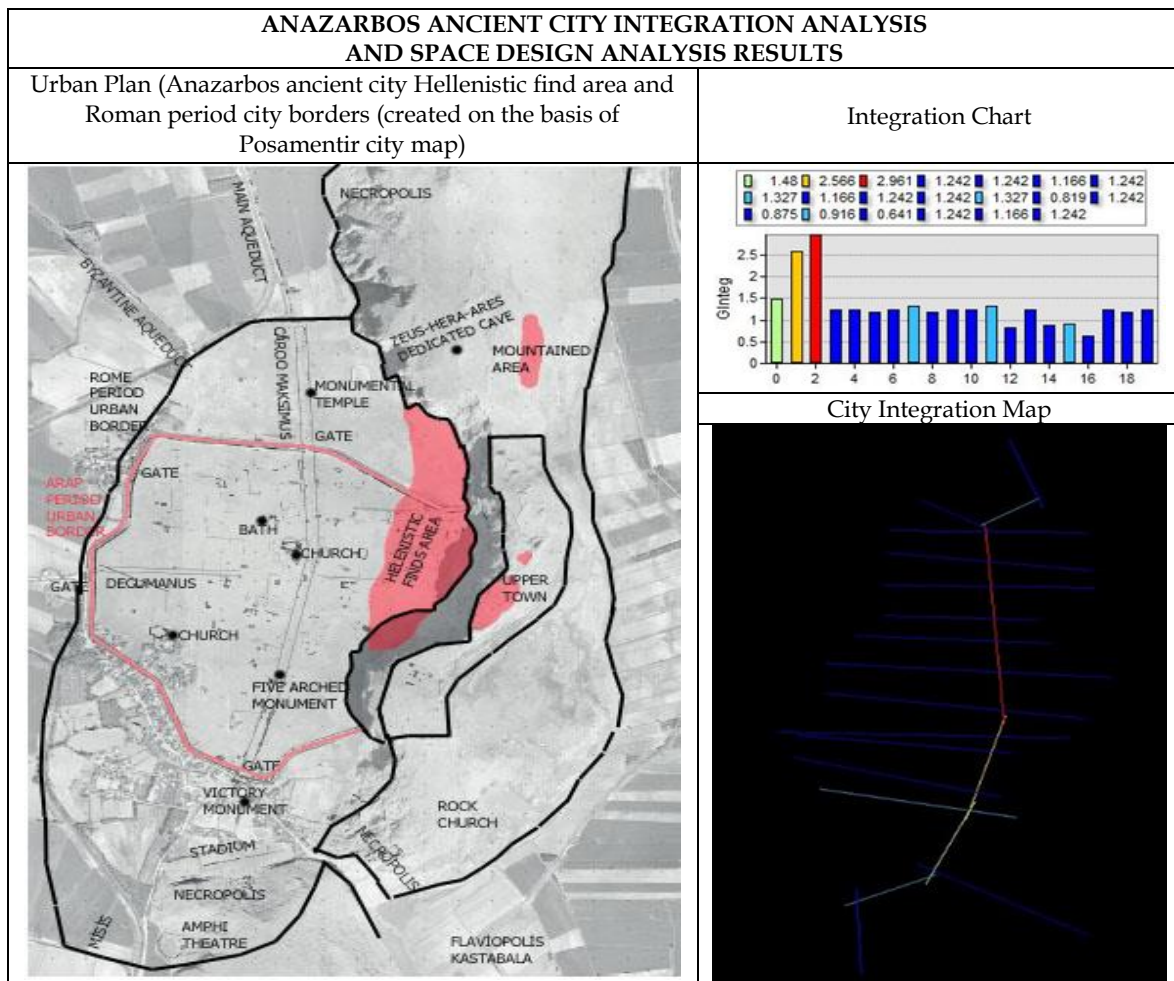 ANAZARBOS ANCIENT CITY INTEGRATION ANALYSIS
AND SPACE DESIGN ANALYSIS RESULTS
Urban Plan (Anazarbos ancient city Hellenistic find area and
Roman period city borders (created on the basis of
Posamentir city map)
Integration Chart
NECROPOLIS
MAIN AQUEDUCT
BYZANTINE AQUEDUCT
ZEUS-HERA-ARES
DEDICATED CAVE
MOUNTAINED
AREA
CAROO MAKSIMUS
ROME
PERIOD
URBAN
BORDER
MONUMENTAL
TEMPLE
GATE
GATE
ARAP
PERIOD
URBAN
BORDER
BATH
CHURCH
HELENISTIC
FINDS AREA
GATE
DECUMANUS
UPPER
TOWN
CHURCH
FIVE ARCHED
MONUMENT
GATE
VICTORY
MONUMENT
ROCK
CHURCH
STADIUM
NECROPOLIS
NECROPOLIS
MISIS
AMPHI
THEATRE
FLAVIOPOLIS
KASTABALA
1.48 2.566 2.961 1.242 1.242 1.166 1.242
1.327 1.166 1.242 1.242 1.327 0.819 1.242
0.875 0.916 0.641 1.242 1.166 1.242
GInteg
2.5
2
1.5
1
0.5
0
0 2 4 6 8 10 12 14 16 18
City Integration Map